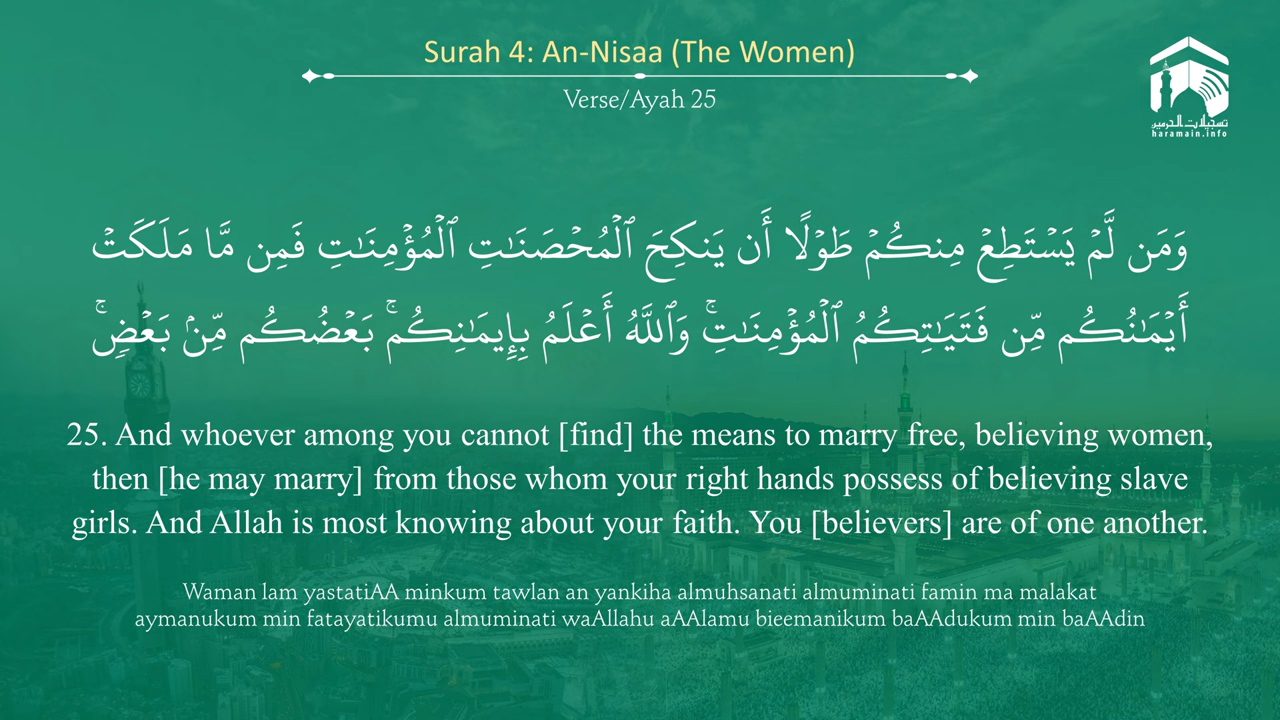 Surah 4: An-Nisaa (The Women)
Verse/Ayah 25
تسجيلات الحرمين
haramain.info
وَمَن لَّمۡ يَسۡتَطِعۡ مِنكُمۡ طَوۡلًا أَن يَنكِحَ ٱلۡمُحۡصَنَٰتِ ٱلۡمُؤۡمِنَٰتِ فَمِن مَّا مَلَكَتۡ
أَيۡمَٰنُكُم مِّن فَتَيَٰتِكُمُ ٱلۡمُؤۡمِنَٰتِۚ وَٱللَّهُ أَعۡلَمُ بِإِيمَٰنِكُمۚ بَعۡضُكُم مِّنۢ بَعۡضٖۚ
25. And whoever among you cannot [find] the means to marry free, believing women,
then [he may marry] from those whom your right hands possess of believing slave
girls. And Allah is most knowing about your faith. You [believers] are of one another.
Waman lam yastatiAA minkum tawlan an yankiha almuhsanati almuminati famin ma malakat
aymanukum min fatayatikumu almuminati waAllahu aAAlamu bieemanikum baAAdukum min baAAdin